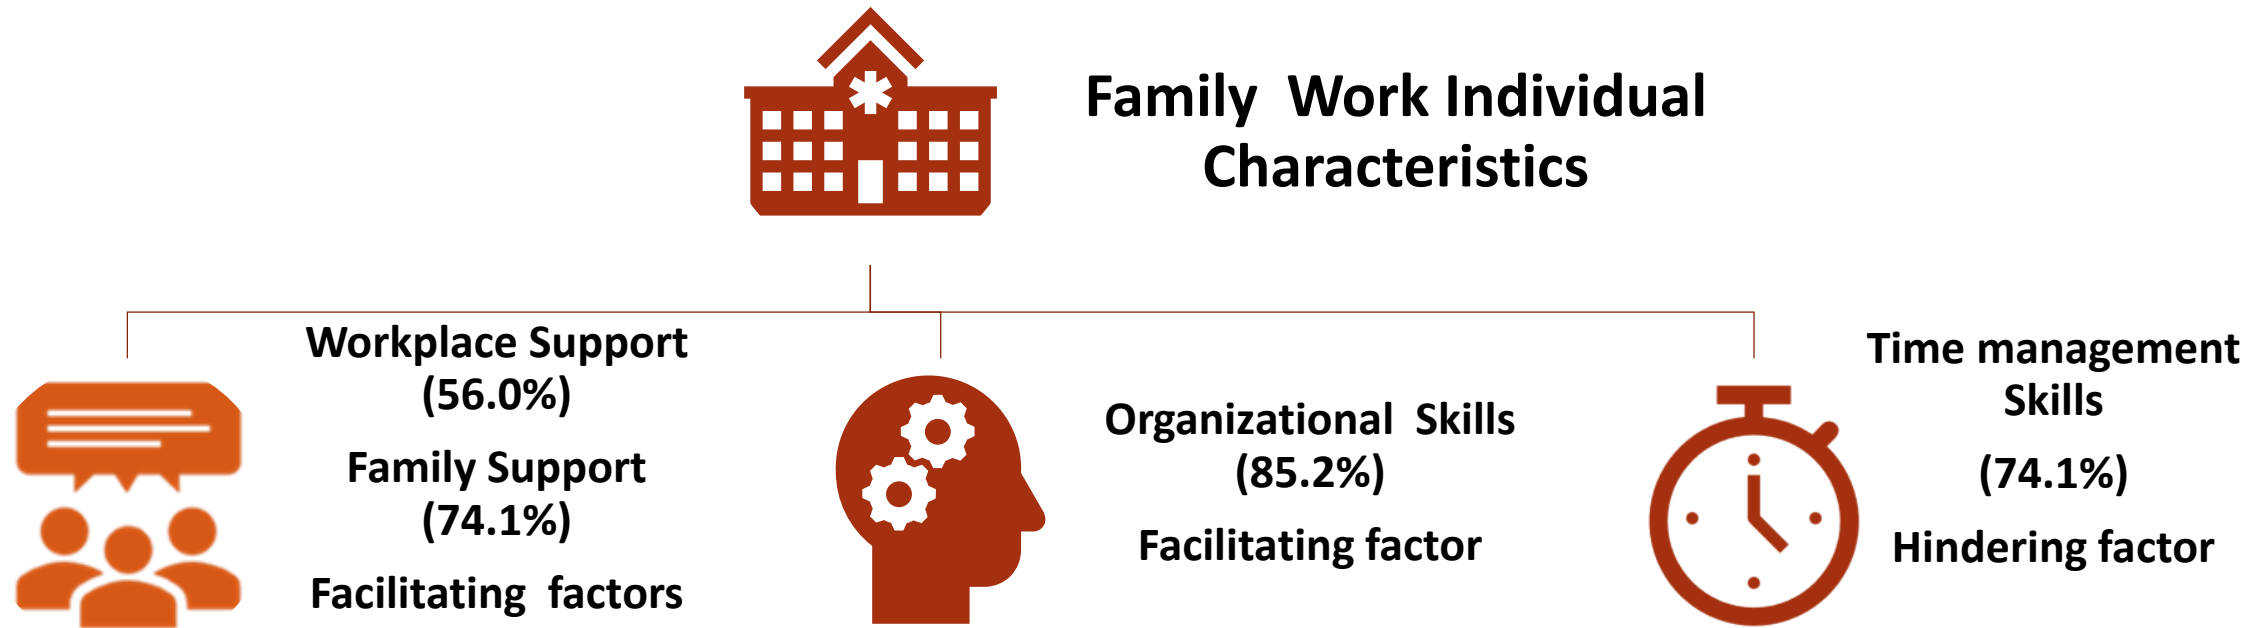 Family  Work Individual
Characteristics
Workplace Support
(56.0%)
Family Support
(74.1%)
Facilitating  factors
Organizational  Skills
(85.2%)
Facilitating factor
Time management
Skills
(74.1%)
Hindering factor